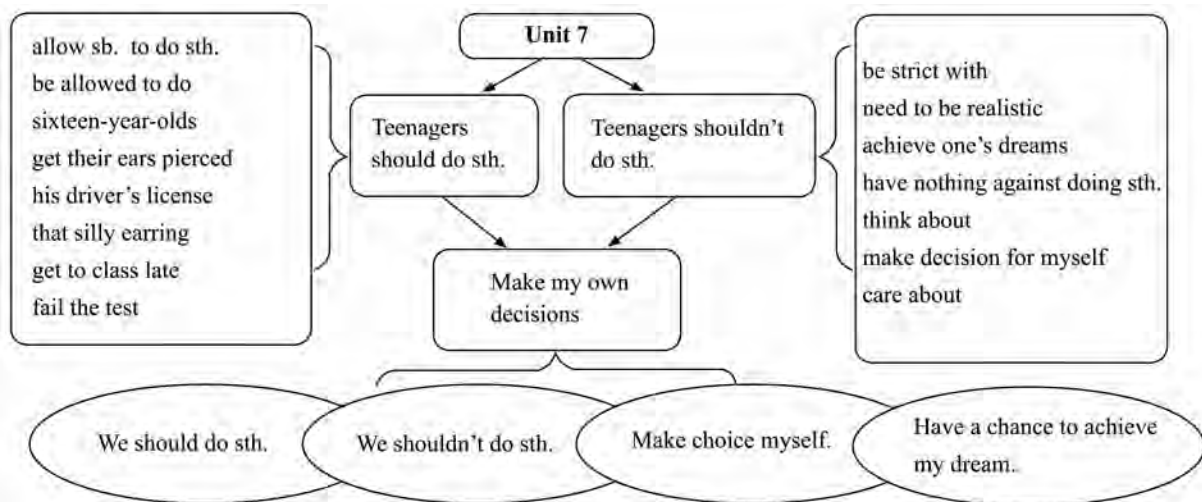 Unit 7
allow sb. to do sth.
be allowed to do
sixteen-year-olds
get their ears pierced
his driver's license
that silly earring
get to class late
fail the test
Teenagers
should do sth.
Teenagers shouldn't
do sth.
be strict with
need to be realistic
achieve one's dreams
have nothing against doing sth.
think about
make decision for myself
care about
Make my own
decisions
We should do sth.
We shouldn't do sth.
Make choice myself.
Have a chance to achieve
my dream.